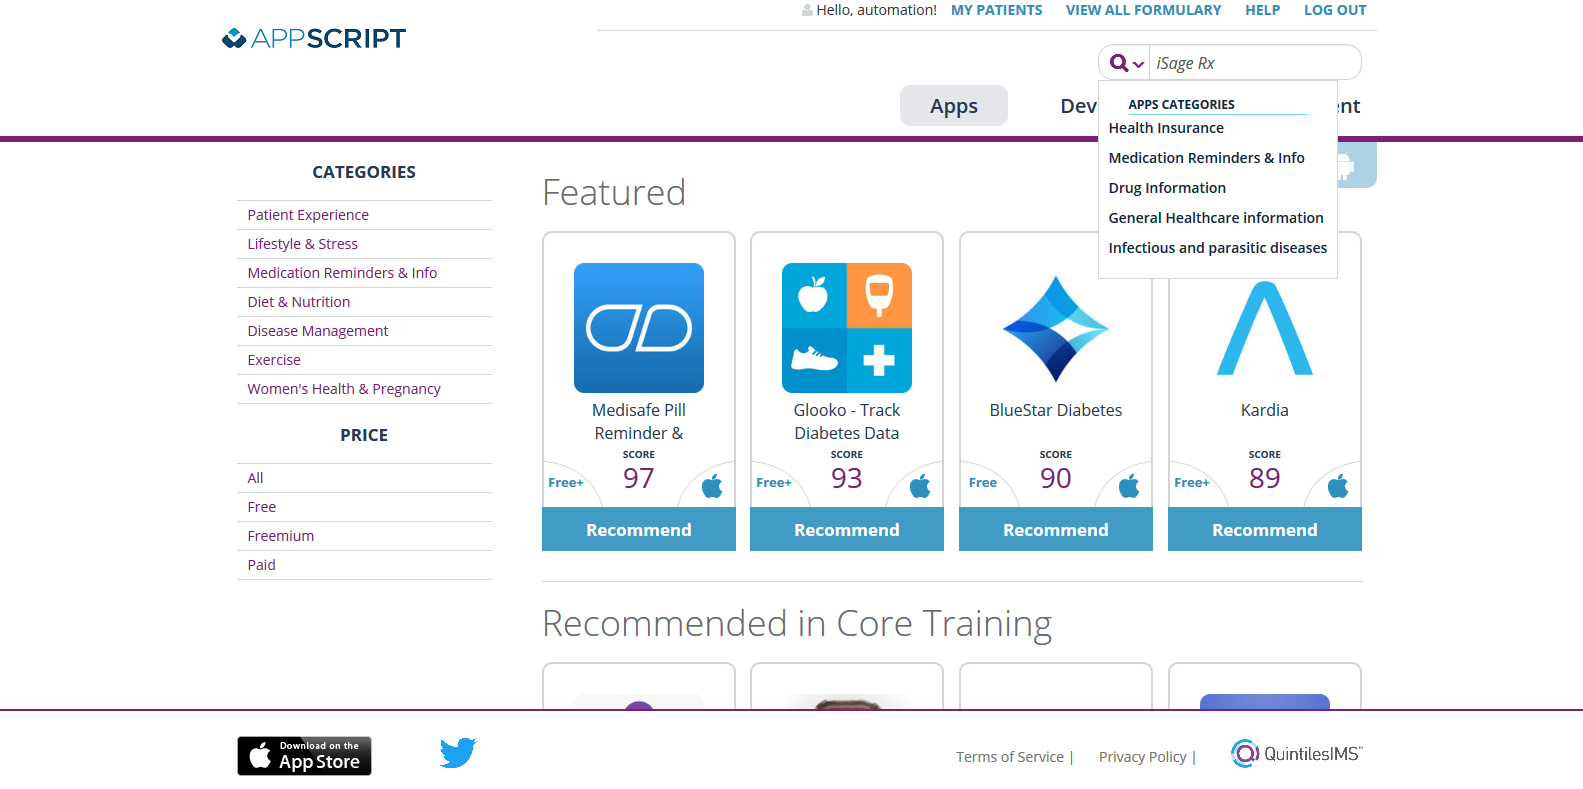 Hello, automation! MY PATIENTS VIEW ALL FORMULARY HELP LOG OUT
APPSCRIPT
iSage Rx
Apps Dev nt
APPS CATEGORIES
Health Insurance
Medication Reminders & Info
Drug Information
General Healthcare information
Infectious and parasitic diseases
CATEGORIES
Patient Experience
Lifestyle & Stress
Medication Reminders & Info
Diet & Nutrition
Disease Management
Exercise
Women's Health & Pregnancy
PRICE
All
Free
Freemium
Paid
Featured
Medisafe Pill
Reminder &
SCORE
97
Free+
Recommend
Glooko - Track
Diabetes Data
SCORE
93
Free+
Recommend
BlueStar Diabetes
SCORE
90
Free
Recommend
Kardia
SCORE
89
Free+
Recommend
Recommended in Core Training
Download on the
App Store
Terms of Service |
Privacy Policy |
QuintilesIMS™